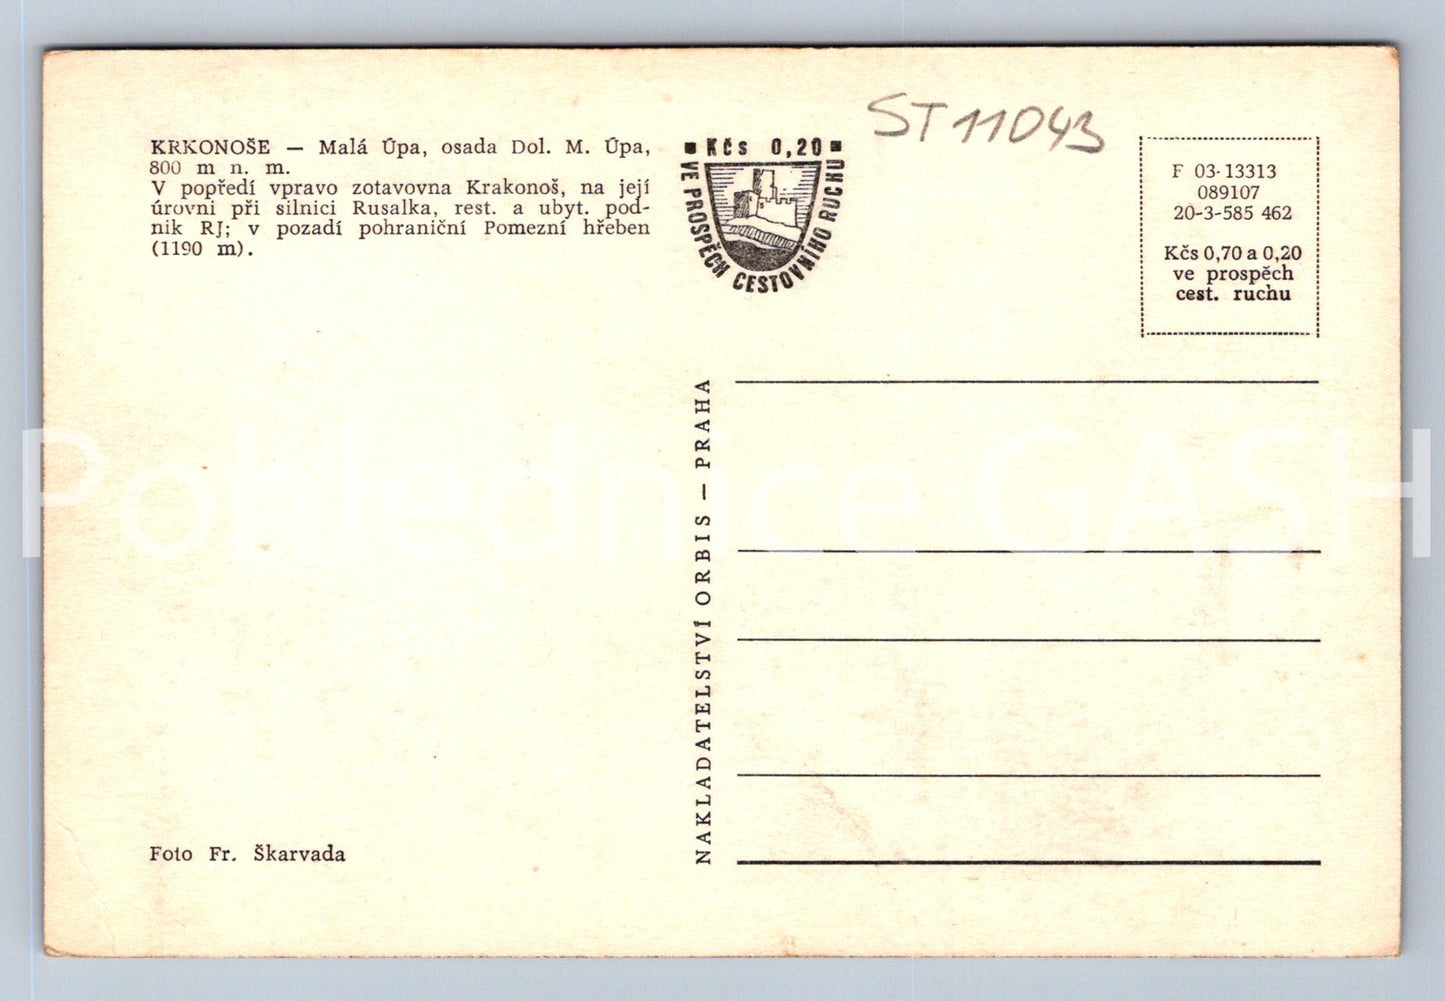 KRKONOŠE — Malá Úpa, osada Dol. M. Úpa,
800 m n. m.
V popředí vpravo zotavovna Krakonoš, na její
úrovni při silnici Rusalka, rest. a ubyt. pod-
nik RJ; v pozadí pohraniční Pomezní hřeben
(1190 m).
Kčs 0,20
VE PROSPĚCH CESTOVNÍHO RUCHU
ST11043
F 03-13313
089107
20-3-585 462
Kčs 0,70 a 0,20
ve prospěch
cest. ruchu
NAKLADATELSTVÍ ORBIS — PRAHA
Pohlednice GASH
Foto Fr. Škarvada